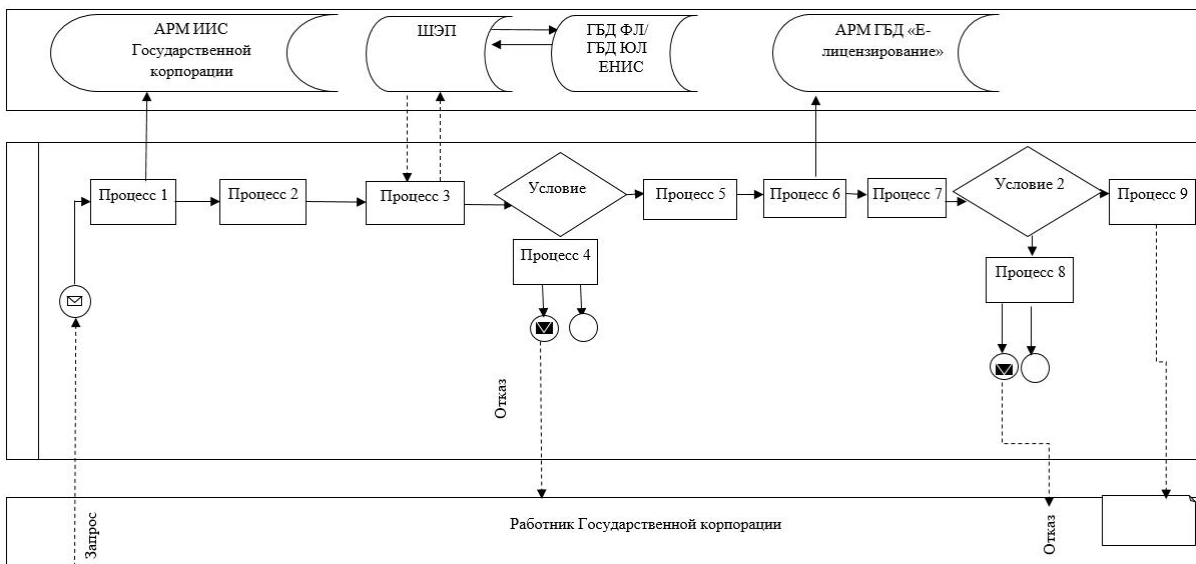 АРМ ИИС
Государственной
корпорации
ШЭП
ГБД ФЛ/
ГБД ЮЛ
ЕНИС
АРМ ГБД «Е-
лицензирование»
Процесс 1
Процесс 2
Процесс 3
Условие
Процесс 5
Процесс 6
Процесс 7
Условие 2
Процесс 9
Процесс 4
Процесс 8
Отказ
Запрос
Работник Государственной корпорации
Отказ